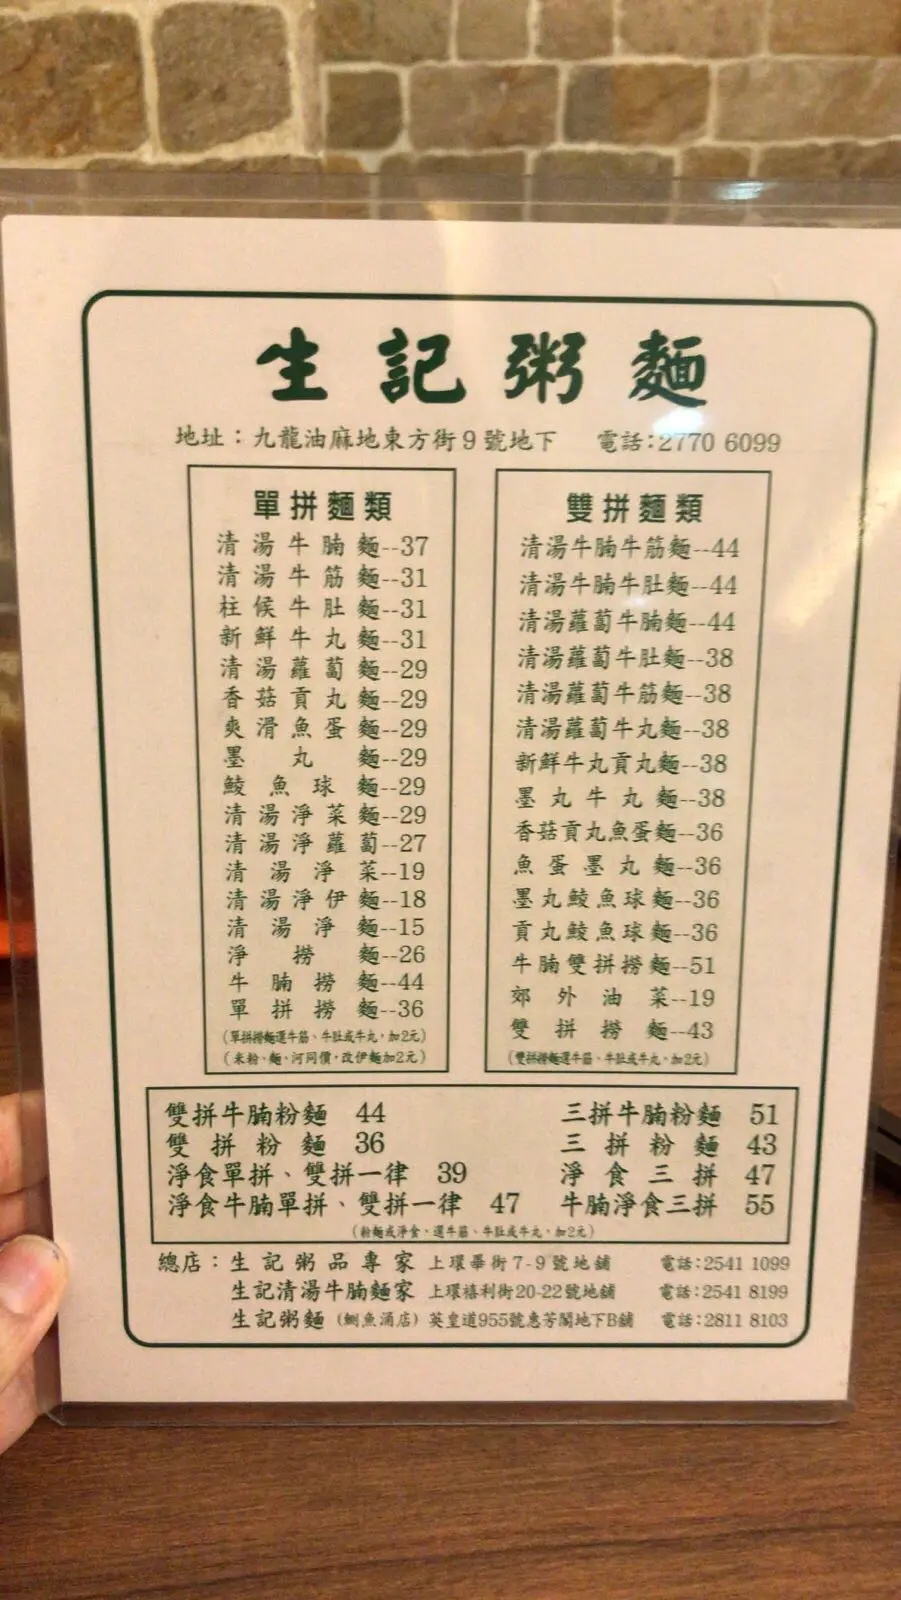 生記粥麵
地址：九龍油麻地東方街9號地下 電話：2770 6099
單拼麵類
清湯牛腩麵--37
清湯牛筋麵--31
柱候牛肚麵--31
新鮮牛丸麵--31
清湯蘿蔔麵--29
香菇貢丸麵--29
爽滑魚蛋麵--29
墨丸麵--29
鯪魚球麵--29
清湯淨菜麵--29
清湯淨蘿蔔--27
清湯淨菜--19
清湯淨伊麵--18
清湯淨麵--15
淨撈麵--26
牛腩撈麵--44
單拼撈麵--36
（單拼撈麵選牛筋、牛肚或牛丸，加2元）
（米粉、麵、河同價，改伊麵加2元）
雙拼麵類
清湯牛腩牛筋麵--44
清湯牛腩牛肚麵--44
清湯蘿蔔牛腩麵--44
清湯蘿蔔牛肚麵--38
清湯蘿蔔牛筋麵--38
清湯蘿蔔牛丸麵--38
新鮮牛丸貢丸麵--38
墨丸牛丸麵--38
香菇貢丸魚蛋麵--36
魚蛋墨丸麵--36
墨丸鯪魚球麵--36
貢丸鯪魚球麵--36
牛腩雙拼撈麵--51
郊外油菜--19
雙拼撈麵--43
（雙拼撈麵選牛筋、牛肚或牛丸，加2元）
雙拼牛腩粉麵 44 三拼牛腩粉麵 51
雙拼粉麵 36 三拼粉麵 43
淨食單拼、雙拼一律 39 淨食三拼 47
淨食牛腩單拼、雙拼一律 47 牛腩淨食三拼 55
（粉麵或淨食，選牛筋、牛肚或牛丸，加2元）
總店：生記粥品專家 上環畢街7-9號地舖 電話：2541 1099
生記清湯牛腩麵家 上環禧利街20-22號地舖 電話：2541 8199
生記粥麵（鰂魚涌店）英皇道955號惠芳閣地下B舖 電話：2811 8103